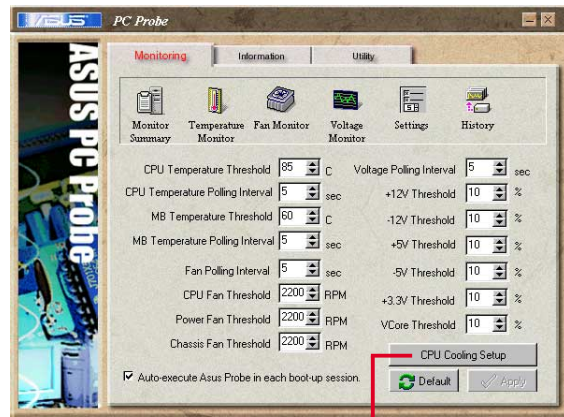 ASUS PC Probe
ASUS PC Probe
Monitoring Information Utility
Monitor Summary
Temperature Monitor
Fan Monitor
Voltage Monitor
Settings
History
CPU Temperature Threshold 85 C
Voltage Polling Interval 5 sec
CPU Temperature Polling Interval 5 sec
+12V Threshold 10 %
MB Temperature Threshold 60 C
-12V Threshold 10 %
MB Temperature Polling Interval 5 sec
+5V Threshold 10 %
Fan Polling Interval 5 sec
-5V Threshold 10 %
CPU Fan Threshold 2200 RPM
+3.3V Threshold 10 %
Power Fan Threshold 2200 RPM
VCore Threshold 10 %
Chassis Fan Threshold 2200 RPM
CPU Cooling Setup
Auto-execute Asus Probe in each boot-up session.
Default
Apply